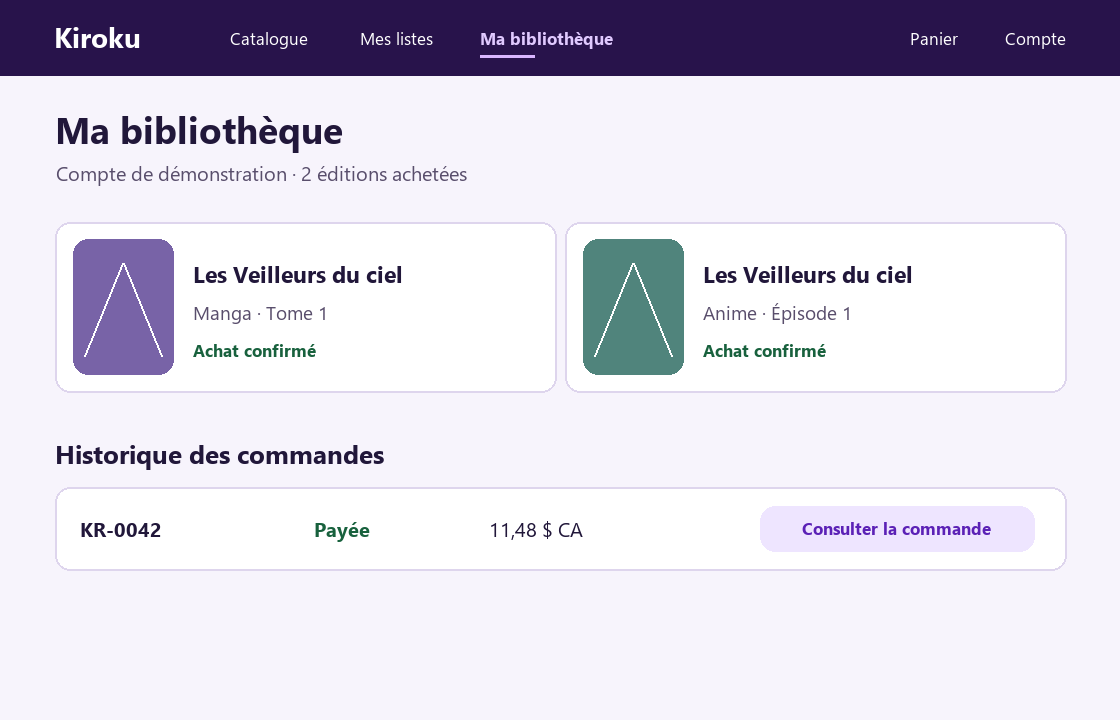 Kiroku
Catalogue
Mes listes
Ma bibliothèque
Panier
Compte
Ma bibliothèque
Compte de démonstration · 2 éditions achetées
Les Veilleurs du ciel
Manga · Tome 1
Achat confirmé
Les Veilleurs du ciel
Anime · Épisode 1
Achat confirmé
Historique des commandes
KR-0042
Payée
11,48 $ CA
Consulter la commande